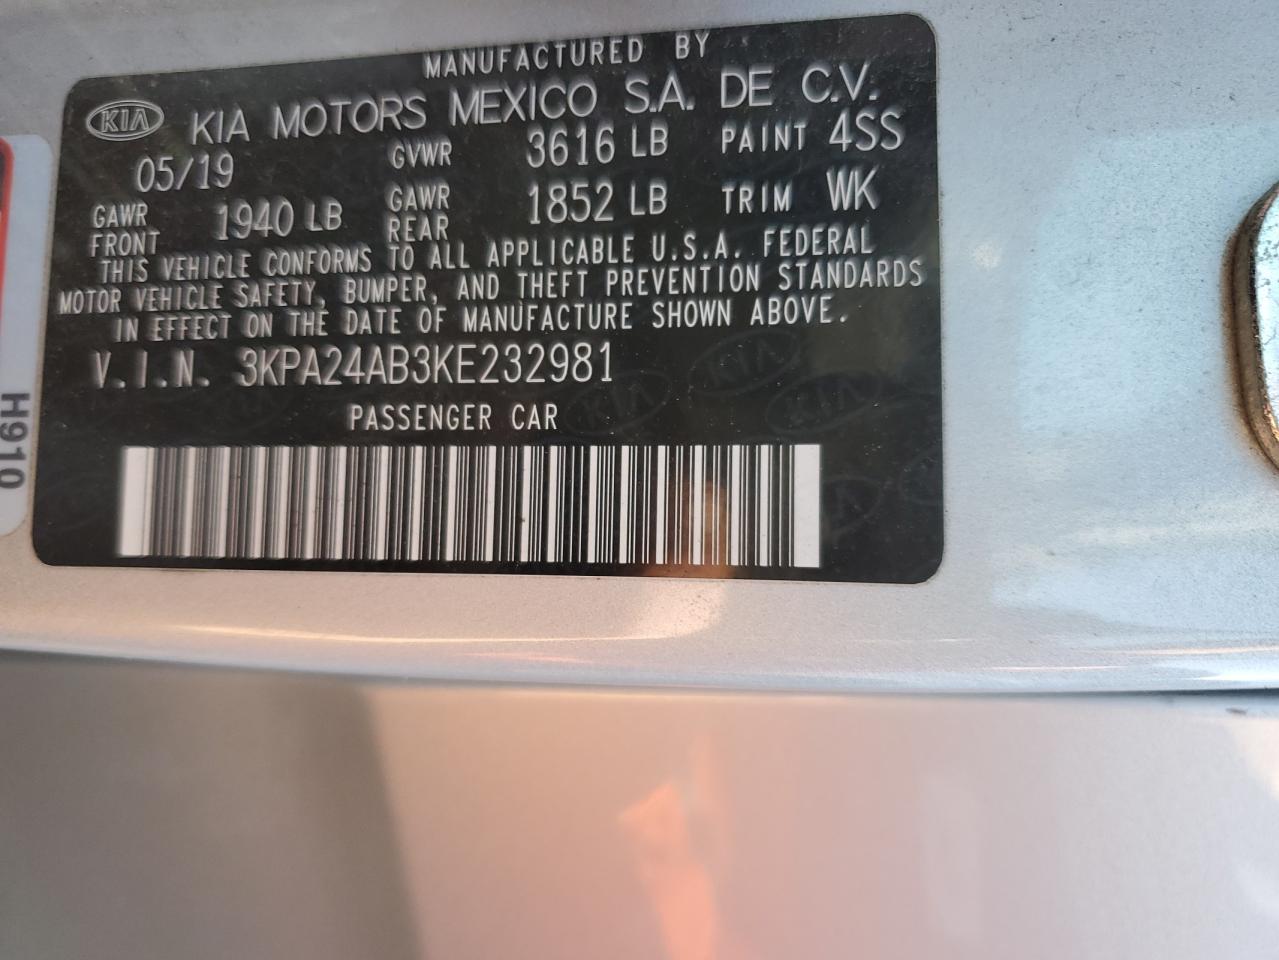 MANUFACTURED BY
KIA KIA MOTORS MEXICO S.A. DE C.V.
05/19 GVWR 3616 LB PAINT 4SS
GAWR FRONT 1940 LB GAWR REAR 1852 LB TRIM WK
THIS VEHICLE CONFORMS TO ALL APPLICABLE U.S.A. FEDERAL
MOTOR VEHICLE SAFETY, BUMPER, AND THEFT PREVENTION STANDARDS
IN EFFECT ON THE DATE OF MANUFACTURE SHOWN ABOVE.
V.I.N. 3KPA24AB3KE232981
PASSENGER CAR
H910